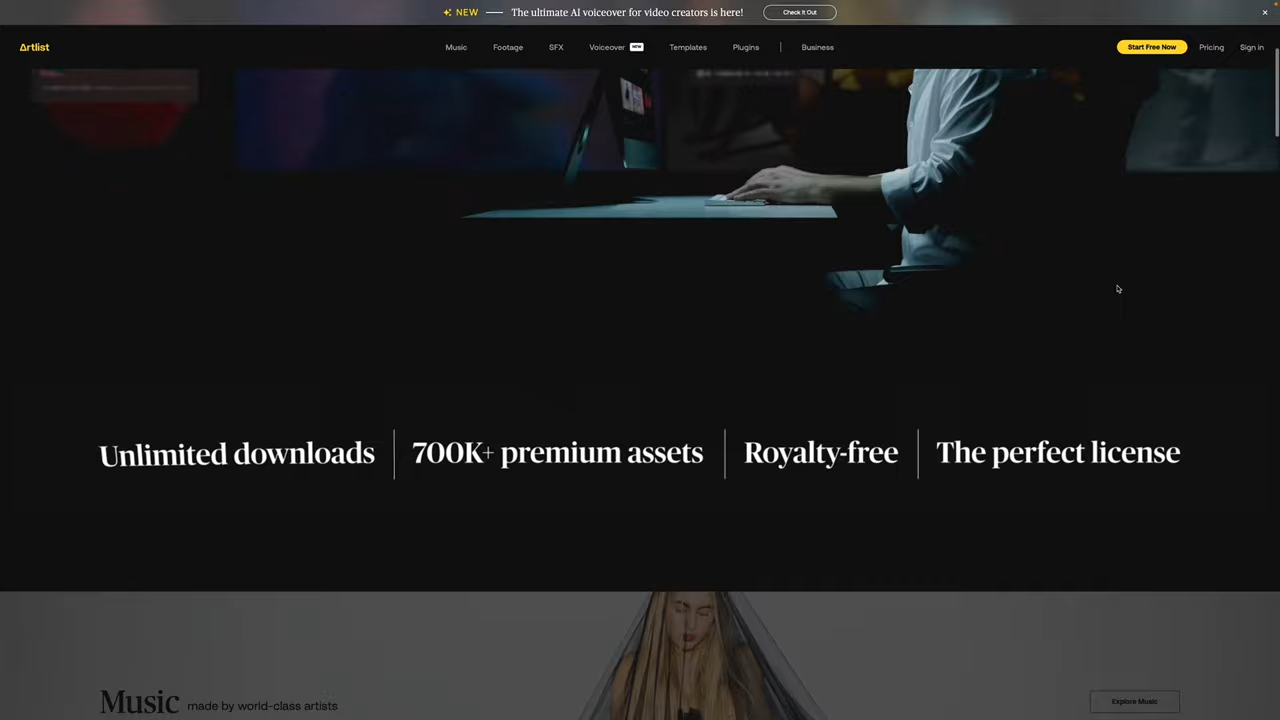 NEW — The ultimate AI voiceover for video creators is here! Check It Out
Artlist Music Footage SFX Voiceover NEW Templates Plugins | Business Start Free Now Pricing Sign in
Unlimited downloads | 700K+ premium assets | Royalty-free | The perfect license
Music made by world-class artists Explore Music